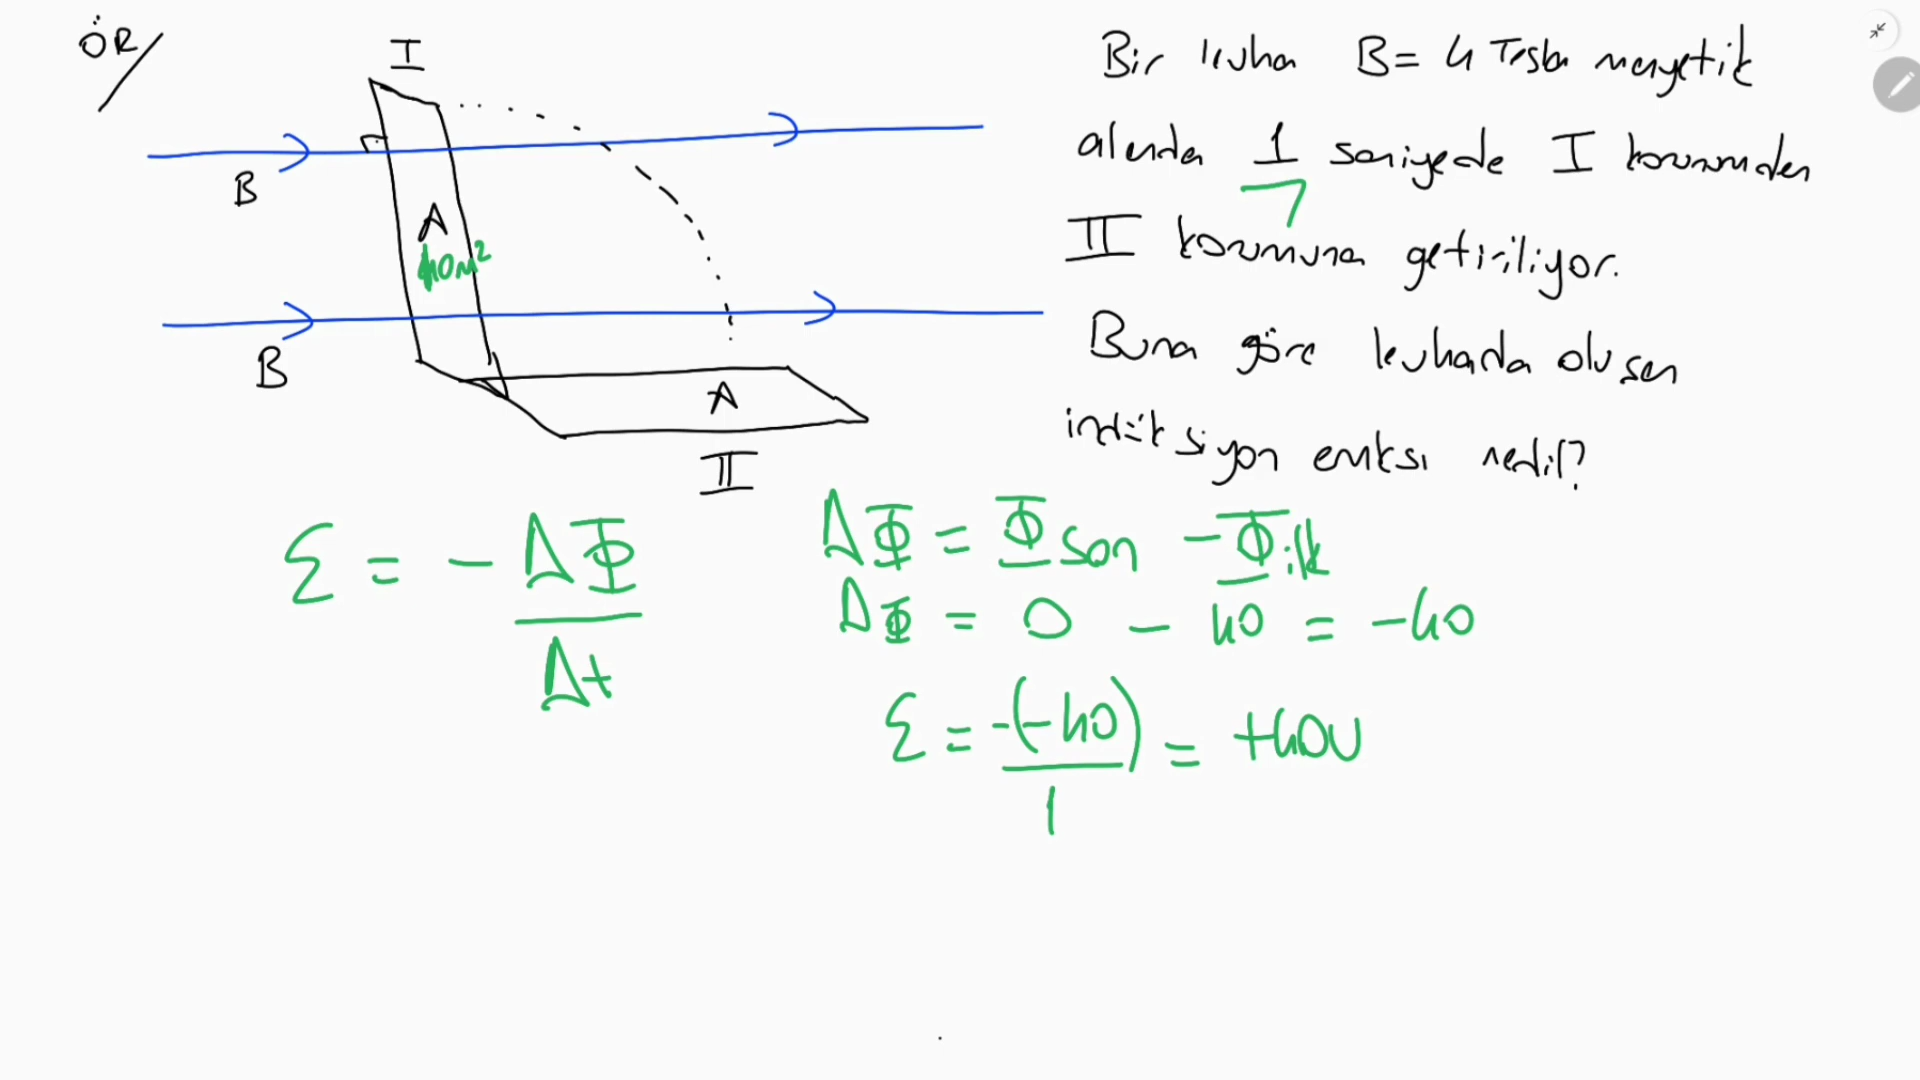 ÖR/
I
Bir levha B = 4 Tesla manyetik
alanda 1 saniyede I konumdan
II konumuna getiriliyor.
Buna göre levhada oluşan
indüksiyon emksı nedir?
B
A
B
A
II
ε = - ΔΦ / Δt
ΔΦ = Φson - Φilk
ΔΦ = 0 - 40 = -40
ε = -(-40) / 1 = +40V